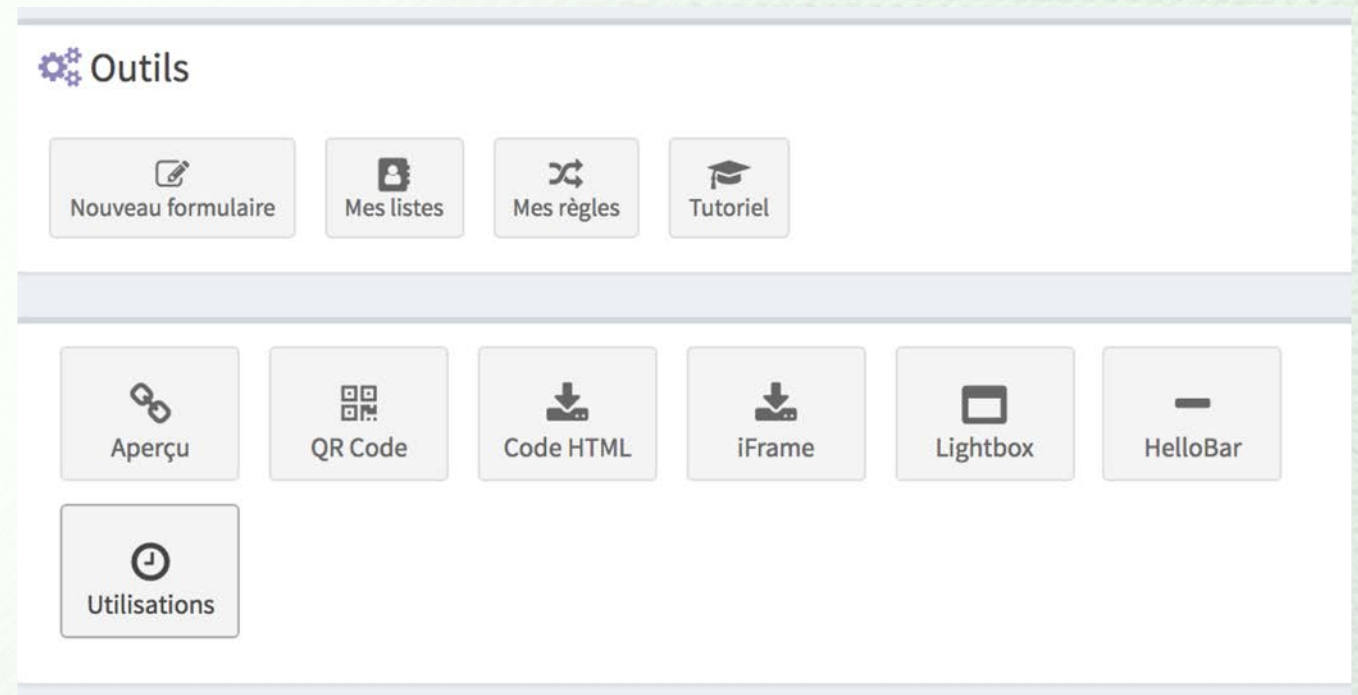 Outils
Nouveau formulaire Mes listes Mes règles Tutoriel
Aperçu QR Code Code HTML iFrame Lightbox HelloBar
Utilisations